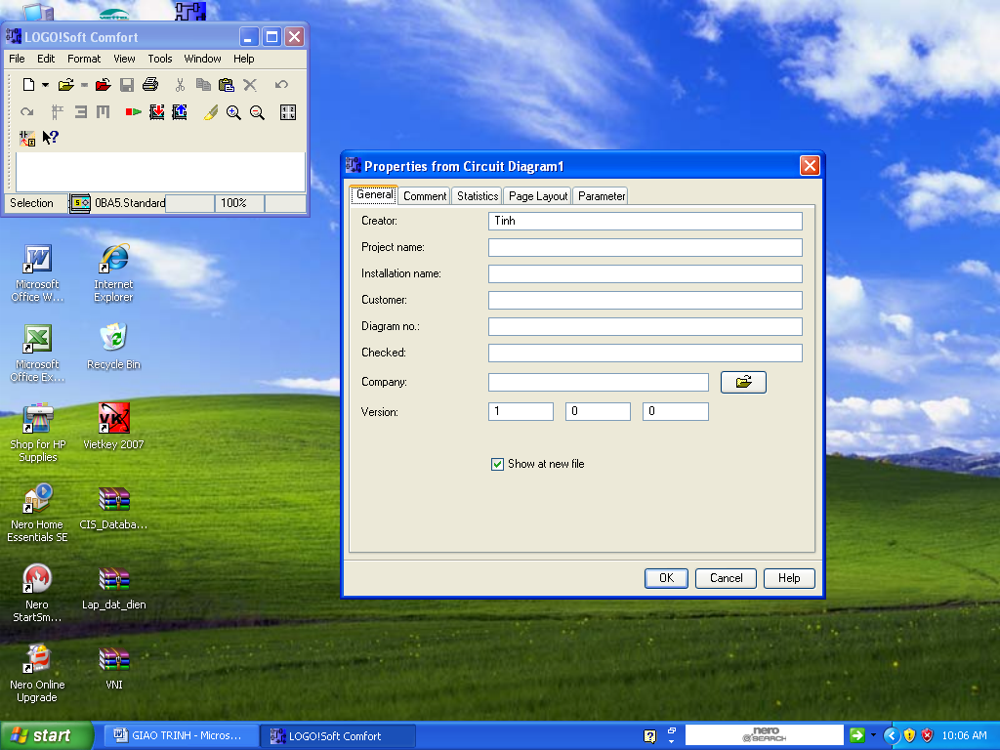 VIETTEL
LOGO!Soft Comfort
File Edit Format View Tools Window Help
Selection 0BA5.Standard 100%
Properties from Circuit Diagram1
General Comment Statistics Page Layout Parameter
Creator: Tinh
Project name:
Installation name:
Customer:
Diagram no.:
Checked:
Company:
Version: 1 0 0
Show at new file
OK Cancel Help
Microsoft
Office W...
Internet
Explorer
Microsoft
Office Ex...
Recycle Bin
Shop for HP
Supplies
VK
Vietkey 2007
Nero Home
Essentials SE
CIS_Databa...
Nero
StartSm...
Lap_dat_dien
Nero Online
Upgrade
VNI
start
GIAO TRINH - Micros...
LOGO!Soft Comfort
nero
SEARCH
10:06 AM